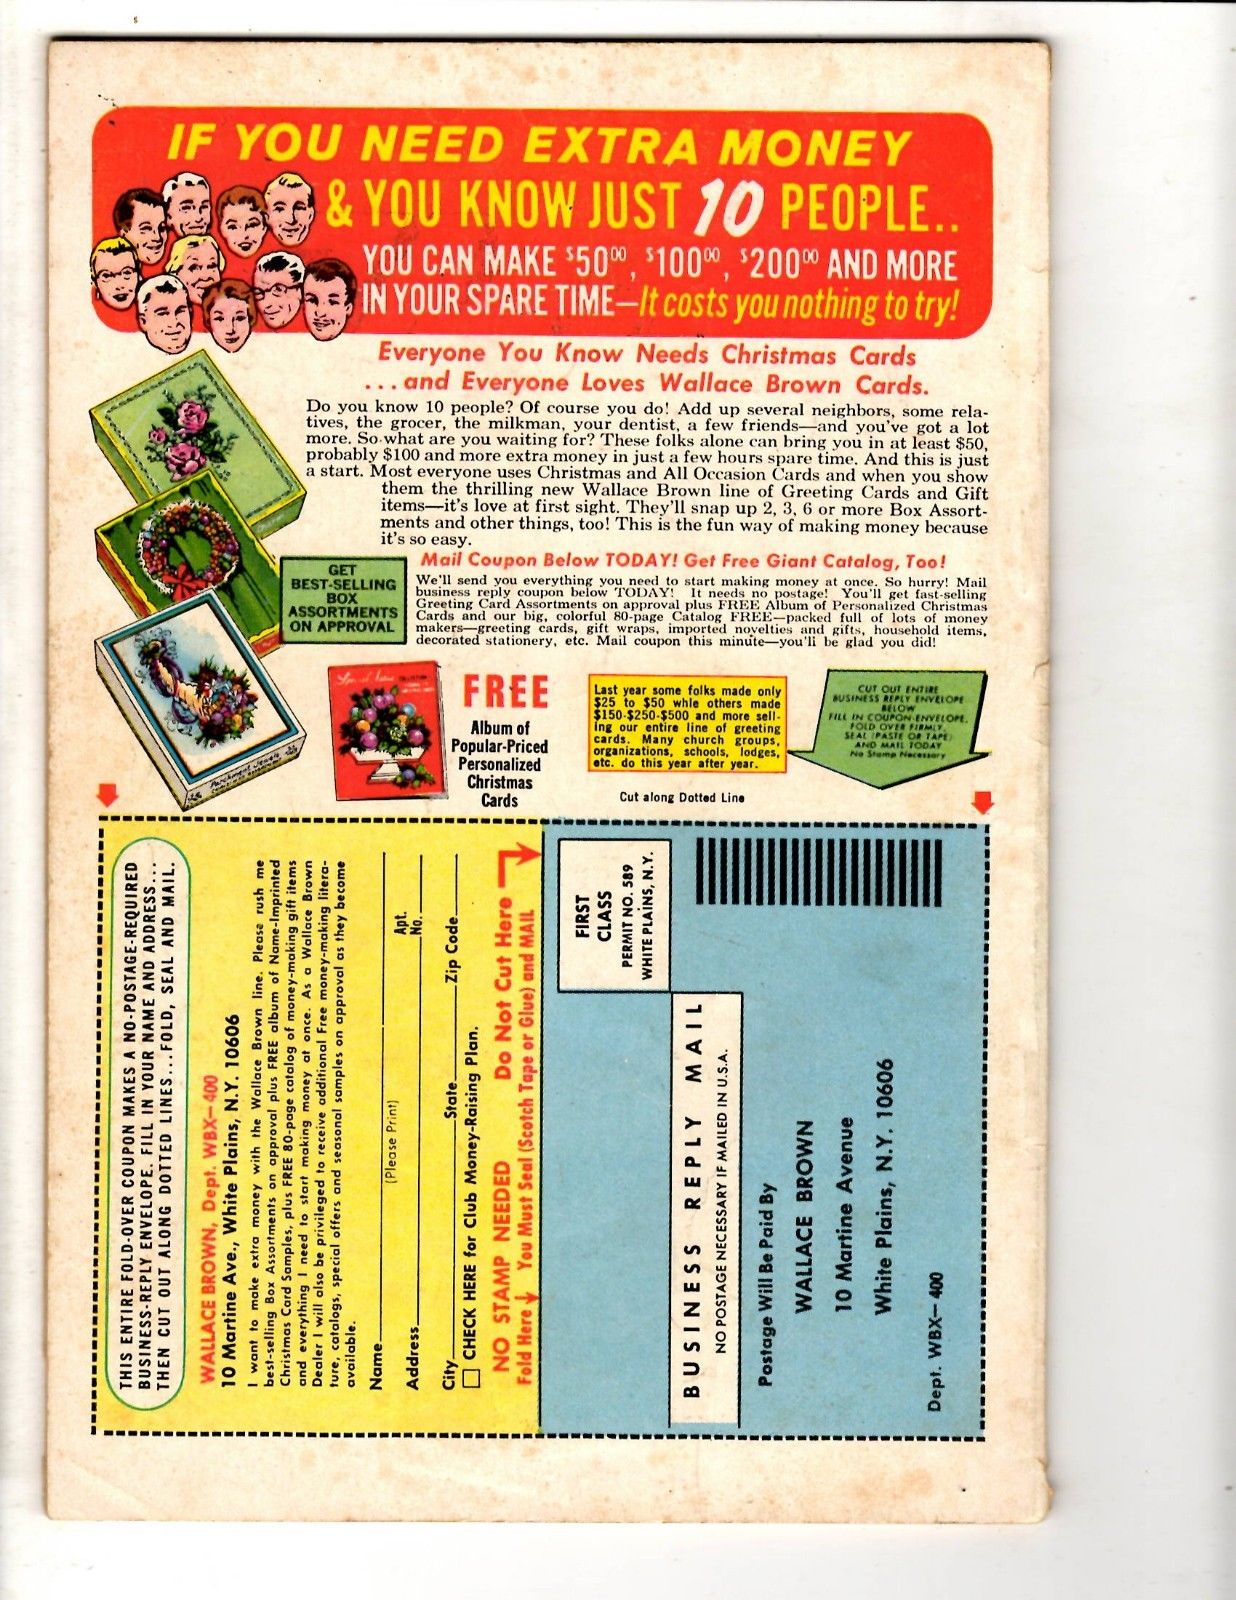 IF YOU NEED EXTRA MONEY
& YOU KNOW JUST 10 PEOPLE..
YOU CAN MAKE $50⁰⁰, $100⁰⁰, $200⁰⁰ AND MORE
IN YOUR SPARE TIME—It costs you nothing to try!
Everyone You Know Needs Christmas Cards
...and Everyone Loves Wallace Brown Cards.
Do you know 10 people? Of course you do! Add up several neighbors, some rela-
tives, the grocer, the milkman, your dentist, a few friends—and you've got a lot
more. So what are you waiting for? These folks alone can bring you in at least $50,
probably $100 and more extra money in just a few hours spare time. And this is just
a start. Most everyone uses Christmas and All Occasion Cards and when you show
them the thrilling new Wallace Brown line of Greeting Cards and Gift
items—it's love at first sight. They'll snap up 2, 3, 6 or more Box Assort-
ments and other things, too! This is the fun way of making money because
it's so easy.
GET
BEST-SELLING
BOX
ASSORTMENTS
ON APPROVAL
Mail Coupon Below TODAY! Get Free Giant Catalog, Too!
We'll send you everything you need to start making money at once. So hurry! Mail
business reply coupon below TODAY! It needs no postage! You'll get fast-selling
Greeting Card Assortments on approval plus FREE Album of Personalized Christmas
Cards and our big, colorful 80-page Catalog FREE—packed full of lots of money
makers—greeting cards, gift wraps, imported novelties and gifts, household items,
decorated stationery, etc. Mail coupon this minute—you'll be glad you did!
FREE
Album of
Popular-Priced
Personalized
Christmas
Cards
Last year some folks made only
$25 to $50 while others made
$150-$250-$500 and more sell-
ing our entire line of greeting
cards. Many church groups,
organizations, schools, lodges,
etc. do this year after year.
CUT OUT ENTIRE
BUSINESS REPLY ENVELOPE
BELOW
FILL IN COUPON-ENVELOPE,
FOLD OVER FIRMLY
SEAL (PASTE OR TAPE)
AND MAIL TODAY
No Stamp Necessary
Cut along Dotted Line
THIS ENTIRE FOLD-OVER COUPON MAKES A NO-POSTAGE-REQUIRED
BUSINESS-REPLY ENVELOPE. FILL IN YOUR NAME AND ADDRESS...
THEN CUT OUT ALONG DOTTED LINES...FOLD, SEAL AND MAIL.
WALLACE BROWN, Dept. WBX—400
10 Martine Ave., White Plains, N.Y. 10606
I want to make extra money with the Wallace Brown line. Please rush me
best-selling Box Assortments on approval plus FREE album of Name-Imprinted
Christmas Card Samples, plus FREE 80-page catalog of money-making gift items
and everything I need to start making money at once. As a Wallace Brown
Dealer I will also be privileged to receive additional Free money-making litera-
ture, catalogs, special offers and seasonal samples on approval as they become
available.
Name
(Please Print)
Address Apt. No.
City State Zip Code
CHECK HERE for Club Money-Raising Plan.
NO STAMP NEEDED Do Not Cut Here
Fold Here You Must Seal (Scotch Tape or Glue) and MAIL
FIRST
CLASS
PERMIT NO. 589
WHITE PLAINS, N.Y.
BUSINESS REPLY MAIL
NO POSTAGE NECESSARY IF MAILED IN U.S.A.
Postage Will Be Paid By
WALLACE BROWN
10 Martine Avenue
White Plains, N.Y. 10606
Dept. WBX—400